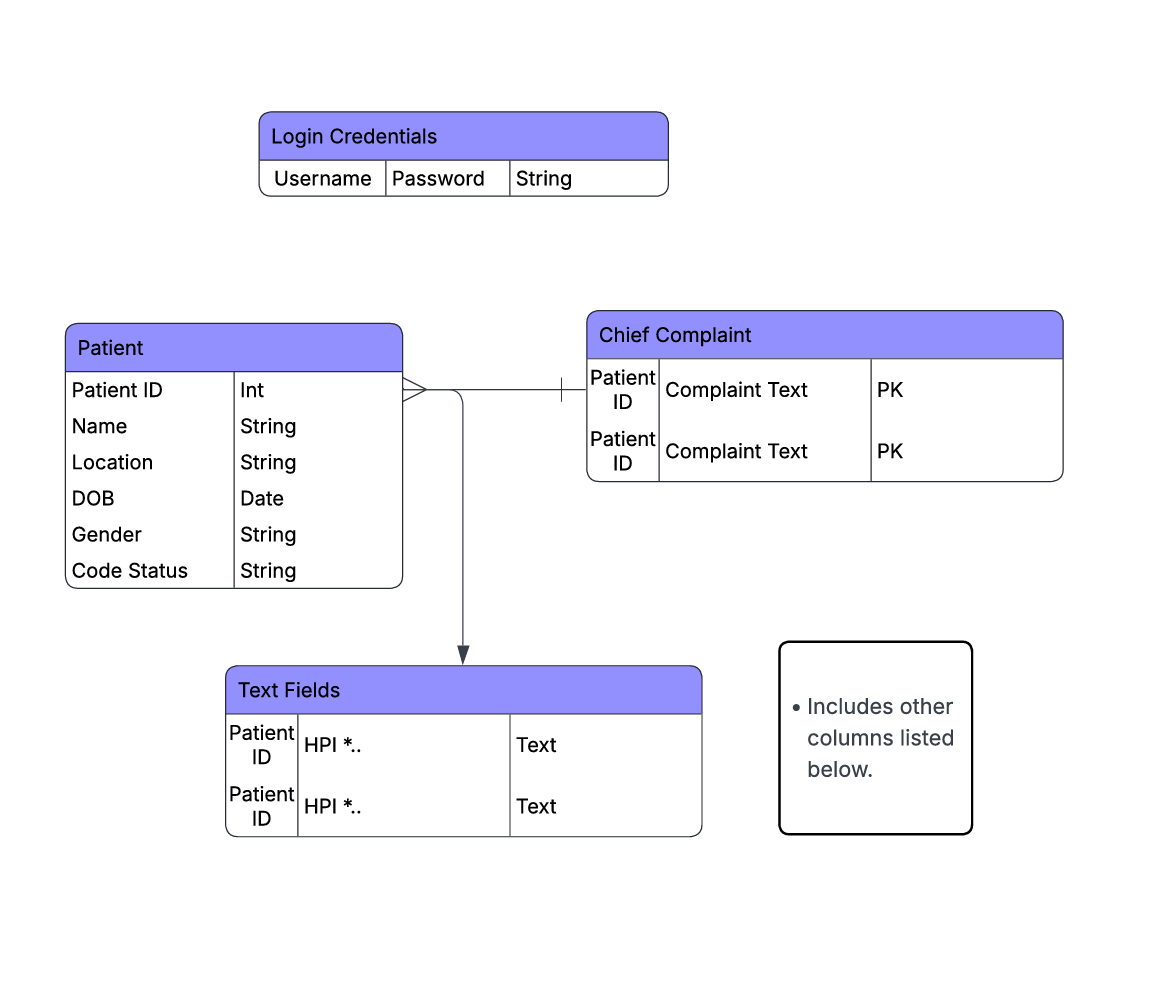 Login Credentials
Username Password String
Patient
Patient ID Int
Name String
Location String
DOB Date
Gender String
Code Status String
Chief Complaint
Patient
ID Complaint Text PK
Patient
ID Complaint Text PK
Text Fields
Patient
ID HPI *.. Text
Patient
ID HPI *.. Text
• Includes other
columns listed
below.